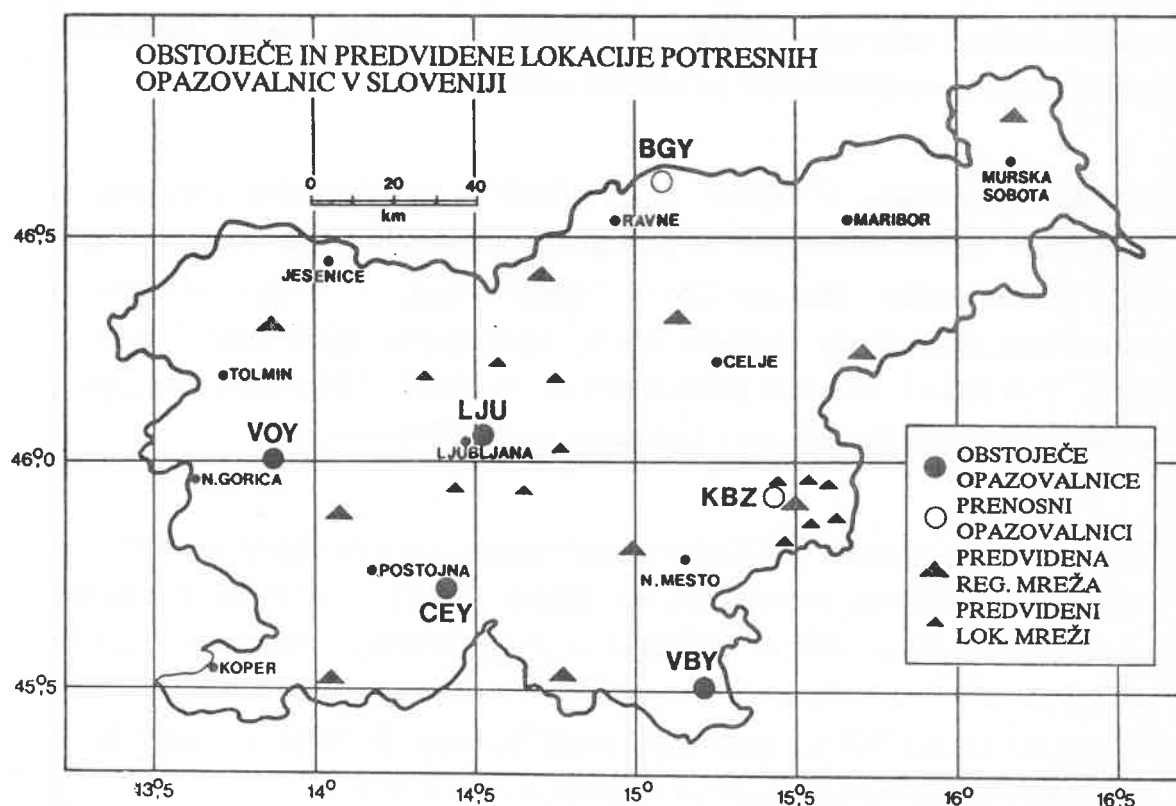 OBSTOJEČE IN PREDVIDENE LOKACIJE POTRESNIH
OPAZOVALNIC V SLOVENIJI
0 20 40
km
BGY
MURSKA
SOBOTA
RAVNE
MARIBOR
46°5
JESENICE
TOLMIN
CELJE
LJU
LJUBLJANA
VOY
46°0
N.GORICA
KBZ
POSTOJNA
N. MESTO
CEY
KOPER
VBY
45°5
OBSTOJEČE
OPAZOVALNICE
PRENOSNI
OPAZOVALNICI
PREDVIDENA
REG. MREŽA
PREDVIDENI
LOK. MREŽI
13°5 14° 14°5 15° 15°5 16° 16°5